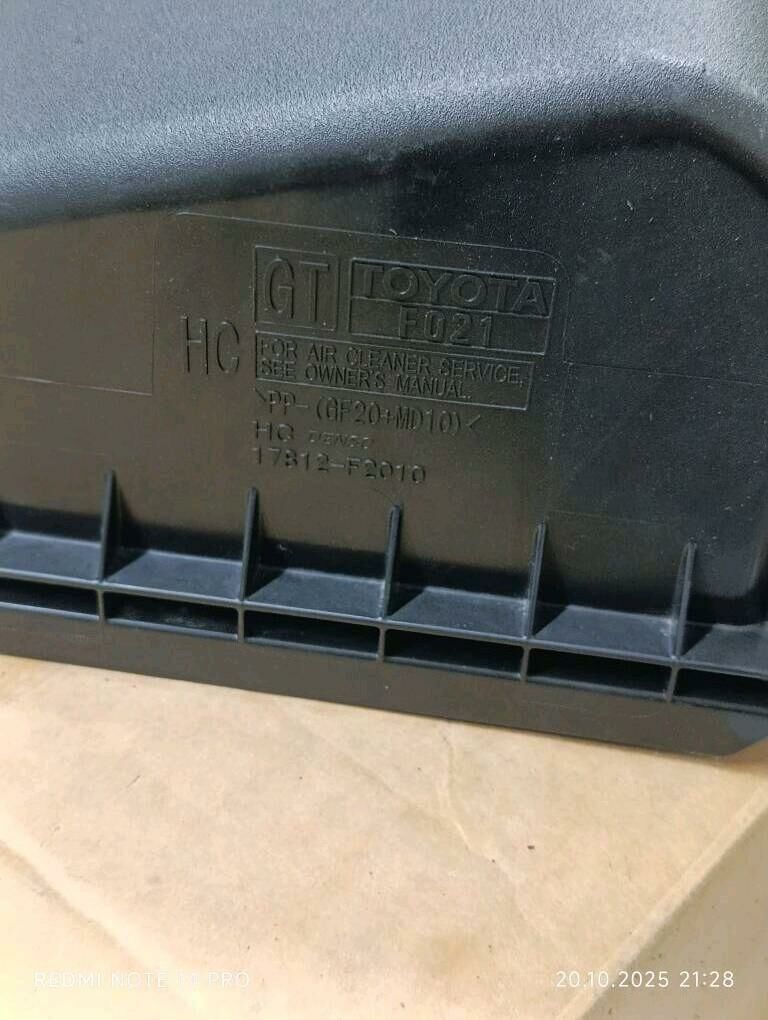 GT.
TOYOTA
F021
HC
FOR AIR CLEANER SERVICE,
SEE OWNER'S MANUAL.
>PP-(GF20+MD10)<
HC DENSO
17812-F2010
REDMI NOTE 14 PRO
20.10.2025 21:28